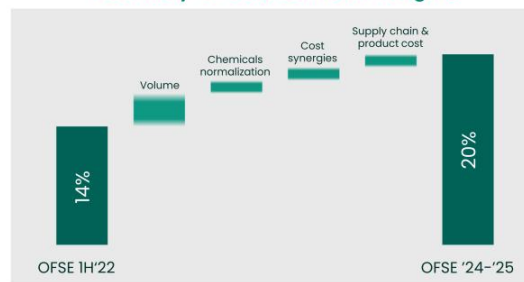 Supply chain &
product cost
Cost
synergies
Chemicals
normalization
Volume
14%
20%
OFSE 1H'22
OFSE '24-'25